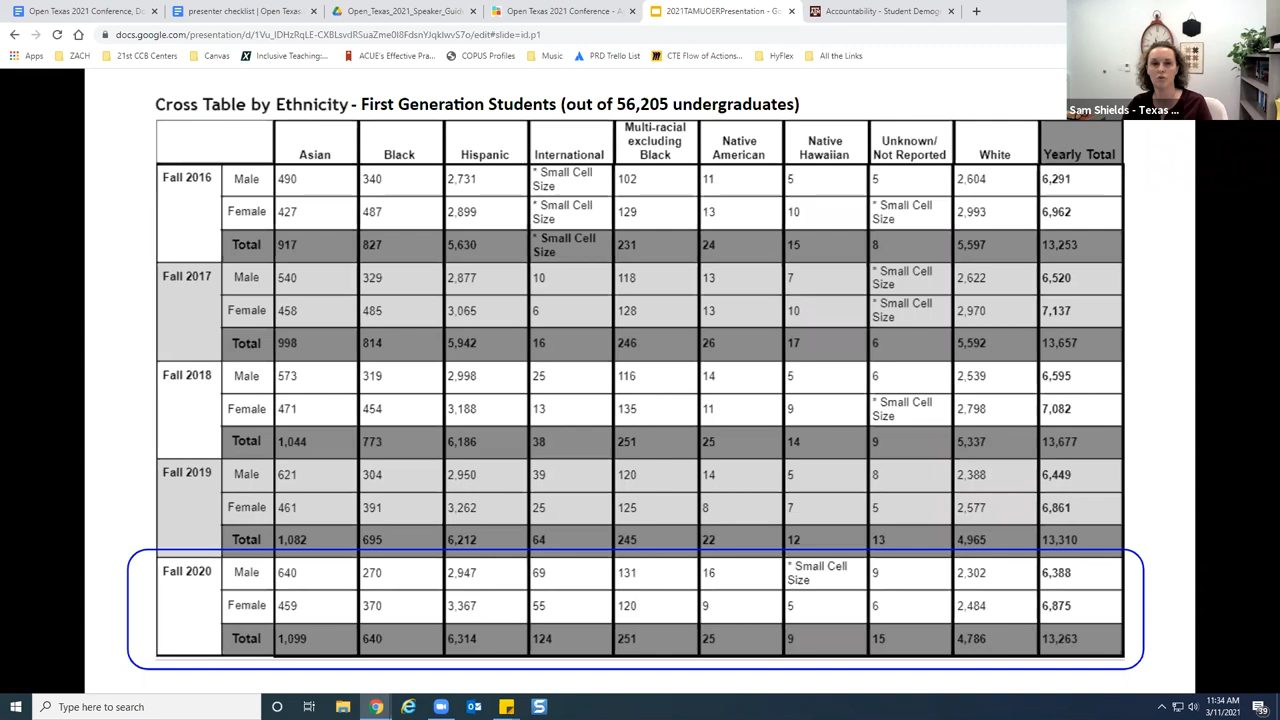 Open Texas 2021 Conference, D
presenter checklist | Open Texas
Open_Texas_2021_Speaker_Guide
Open Texas 2021 Conference - A
2021TAMUOERPresentation - Go
Accountability - Student Demog
Apps
ZACH
21st CCB Centers
Canvas
Inclusive Teaching:...
ACUE's Effective Pra...
COPUS Profiles
Music
PRD Trello List
CTE Flow of Actions...
HyFlex
All the Links
Sam Shields - Texas ...
Cross Table by Ethnicity - First Generation Students (out of 56,205 undergraduates)
Asian Black Hispanic International Multi-racial excluding Black Native American Native Hawaiian Unknown/ Not Reported White Yearly Total
Fall 2016 Male 490 340 2,731 * Small Cell Size 102 11 5 5 2,604 6,291
Female 427 487 2,899 * Small Cell Size 129 13 10 * Small Cell Size 2,993 6,962
Total 917 827 5,630 * Small Cell Size 231 24 15 8 5,597 13,253
Fall 2017 Male 540 329 2,877 10 118 13 7 * Small Cell Size 2,622 6,520
Female 458 485 3,065 6 128 13 10 * Small Cell Size 2,970 7,137
Total 998 814 5,942 16 246 26 17 6 5,592 13,657
Fall 2018 Male 573 319 2,998 25 116 14 5 6 2,539 6,595
Female 471 454 3,188 13 135 11 9 * Small Cell Size 2,798 7,082
Total 1,044 773 6,186 38 251 25 14 9 5,337 13,677
Fall 2019 Male 621 304 2,950 39 120 14 5 8 2,388 6,449
Female 461 391 3,262 25 125 8 7 5 2,577 6,861
Total 1,082 695 6,212 64 245 22 12 13 4,965 13,310
Fall 2020 Male 640 270 2,947 69 131 16 * Small Cell Size 9 2,302 6,388
Female 459 370 3,367 55 120 9 5 6 2,484 6,875
Total 1,099 640 6,314 124 251 25 9 15 4,786 13,263
Type here to search
11:34 AM
3/11/2021